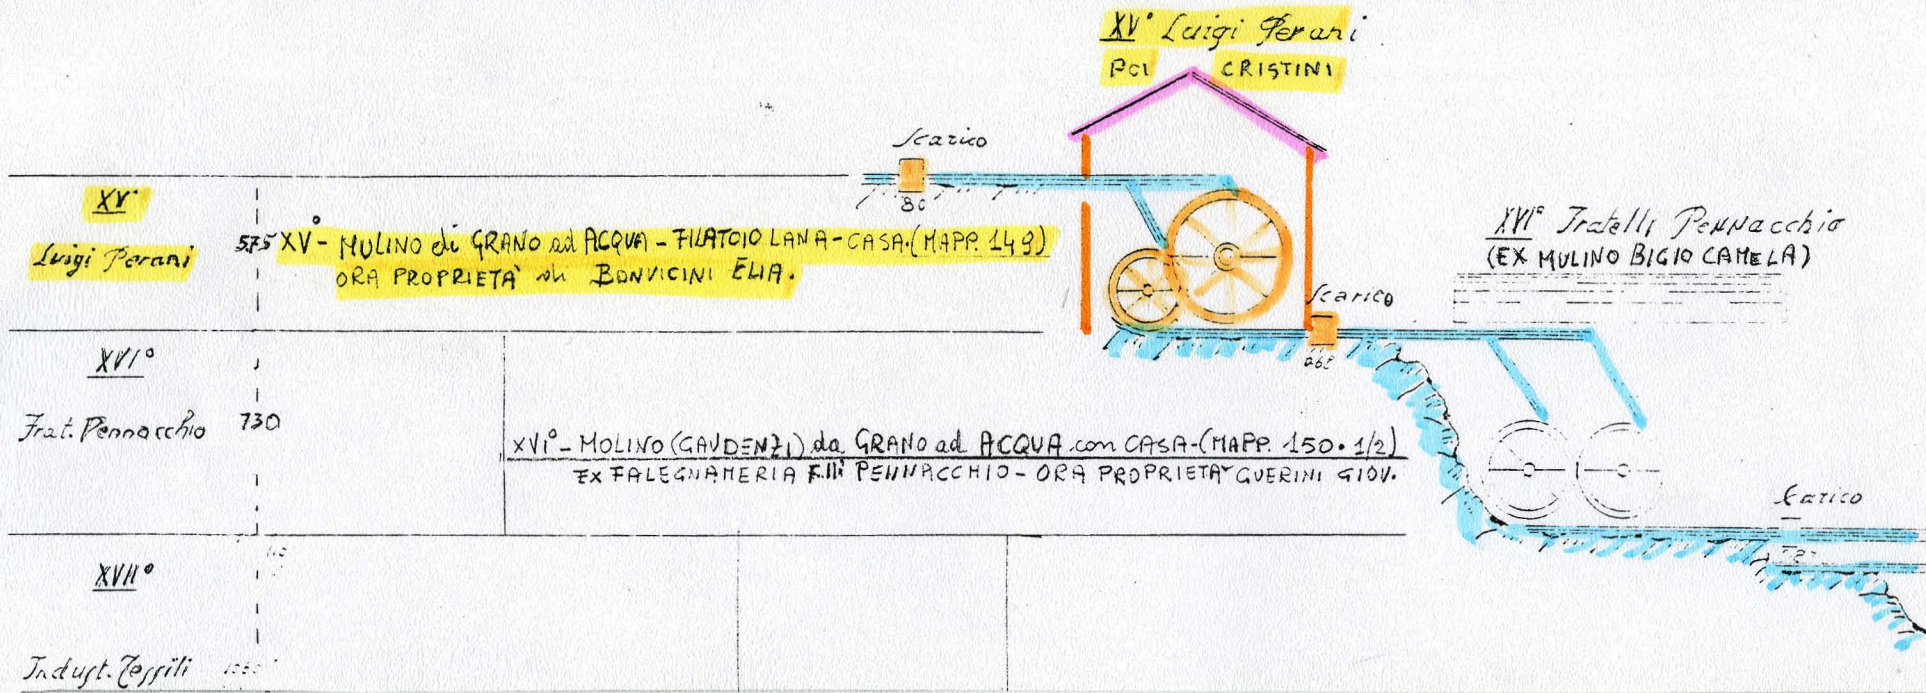 XV° Luigi Perani
POI CRISTINI
Scarico
80
XV°
Luigi Perani
575 XV° - MULINO di GRANO ad ACQUA - FILATOIO LANA - CASA. (MAPP. 149)
ORA PROPRIETÀ di BONVICINI ELIA.
XVI° Fratelli Pennacchio
(EX MULINO BIGIO CAMELA)
Scarico
268
XVI°
Frat. Pennacchio 730
XVI° - MOLINO (GAUDENZI) da GRANO ad ACQUA con CASA - (MAPP. 150 • 1/2)
EX FALEGNAMERIA F.lli PENNACCHIO - ORA PROPRIETA' GUERINI GIOV.
Scarico
XVII°
Indust. Tessili